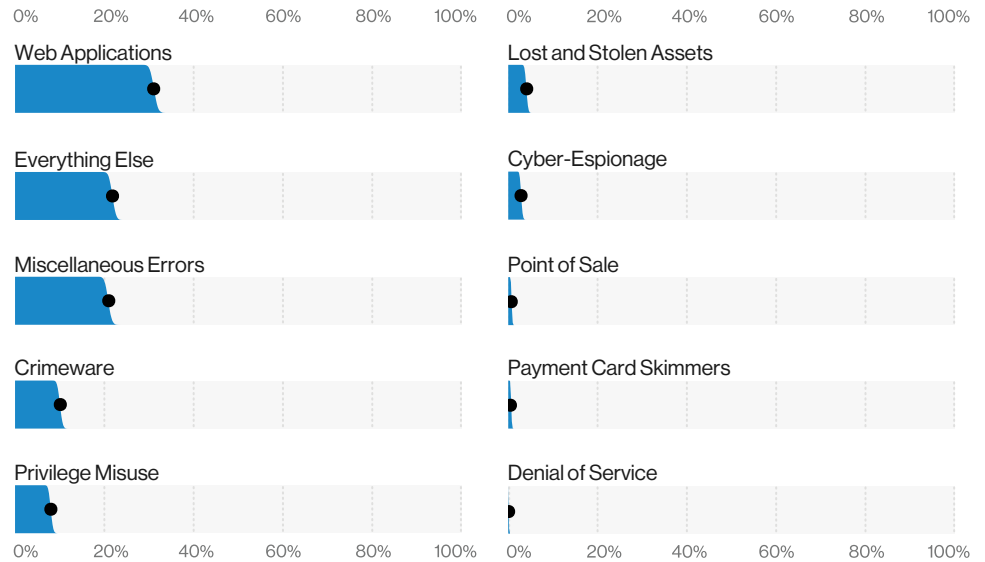 0% 20% 40% 60% 80% 100%
Web Applications
Everything Else
Miscellaneous Errors
Crimeware
Privilege Misuse
0% 20% 40% 60% 80% 100%
0% 20% 40% 60% 80% 100%
Lost and Stolen Assets
Cyber-Espionage
Point of Sale
Payment Card Skimmers
Denial of Service
0% 20% 40% 60% 80% 100%